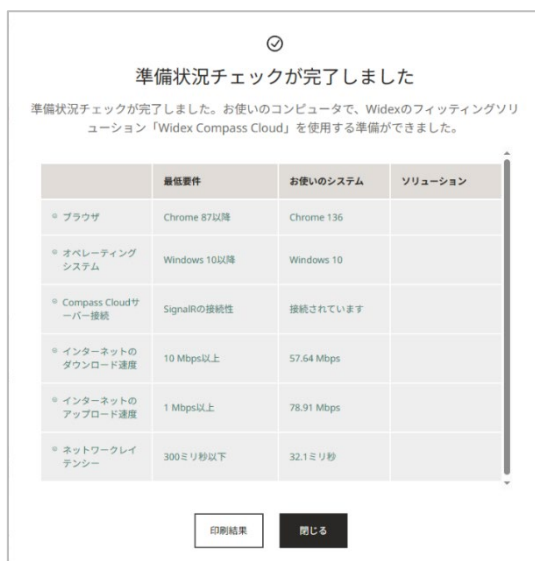 準備状況チェックが完了しました
準備状況チェックが完了しました。お使いのコンピュータで、Widexのフィッティングソリ
ューション「Widex Compass Cloud」を使用する準備ができました。
最低要件 お使いのシステム ソリューション
ブラウザ Chrome 87以降 Chrome 136
オペレーティング
システム Windows 10以降 Windows 10
Compass Cloudサ
ーバー接続 SignalRの接続性 接続されています
インターネットの
ダウンロード速度 10 Mbps以上 57.64 Mbps
インターネットの
アップロード速度 1 Mbps以上 78.91 Mbps
ネットワークレイ
テンシー 300ミリ秒以下 32.1ミリ秒
印刷結果 閉じる